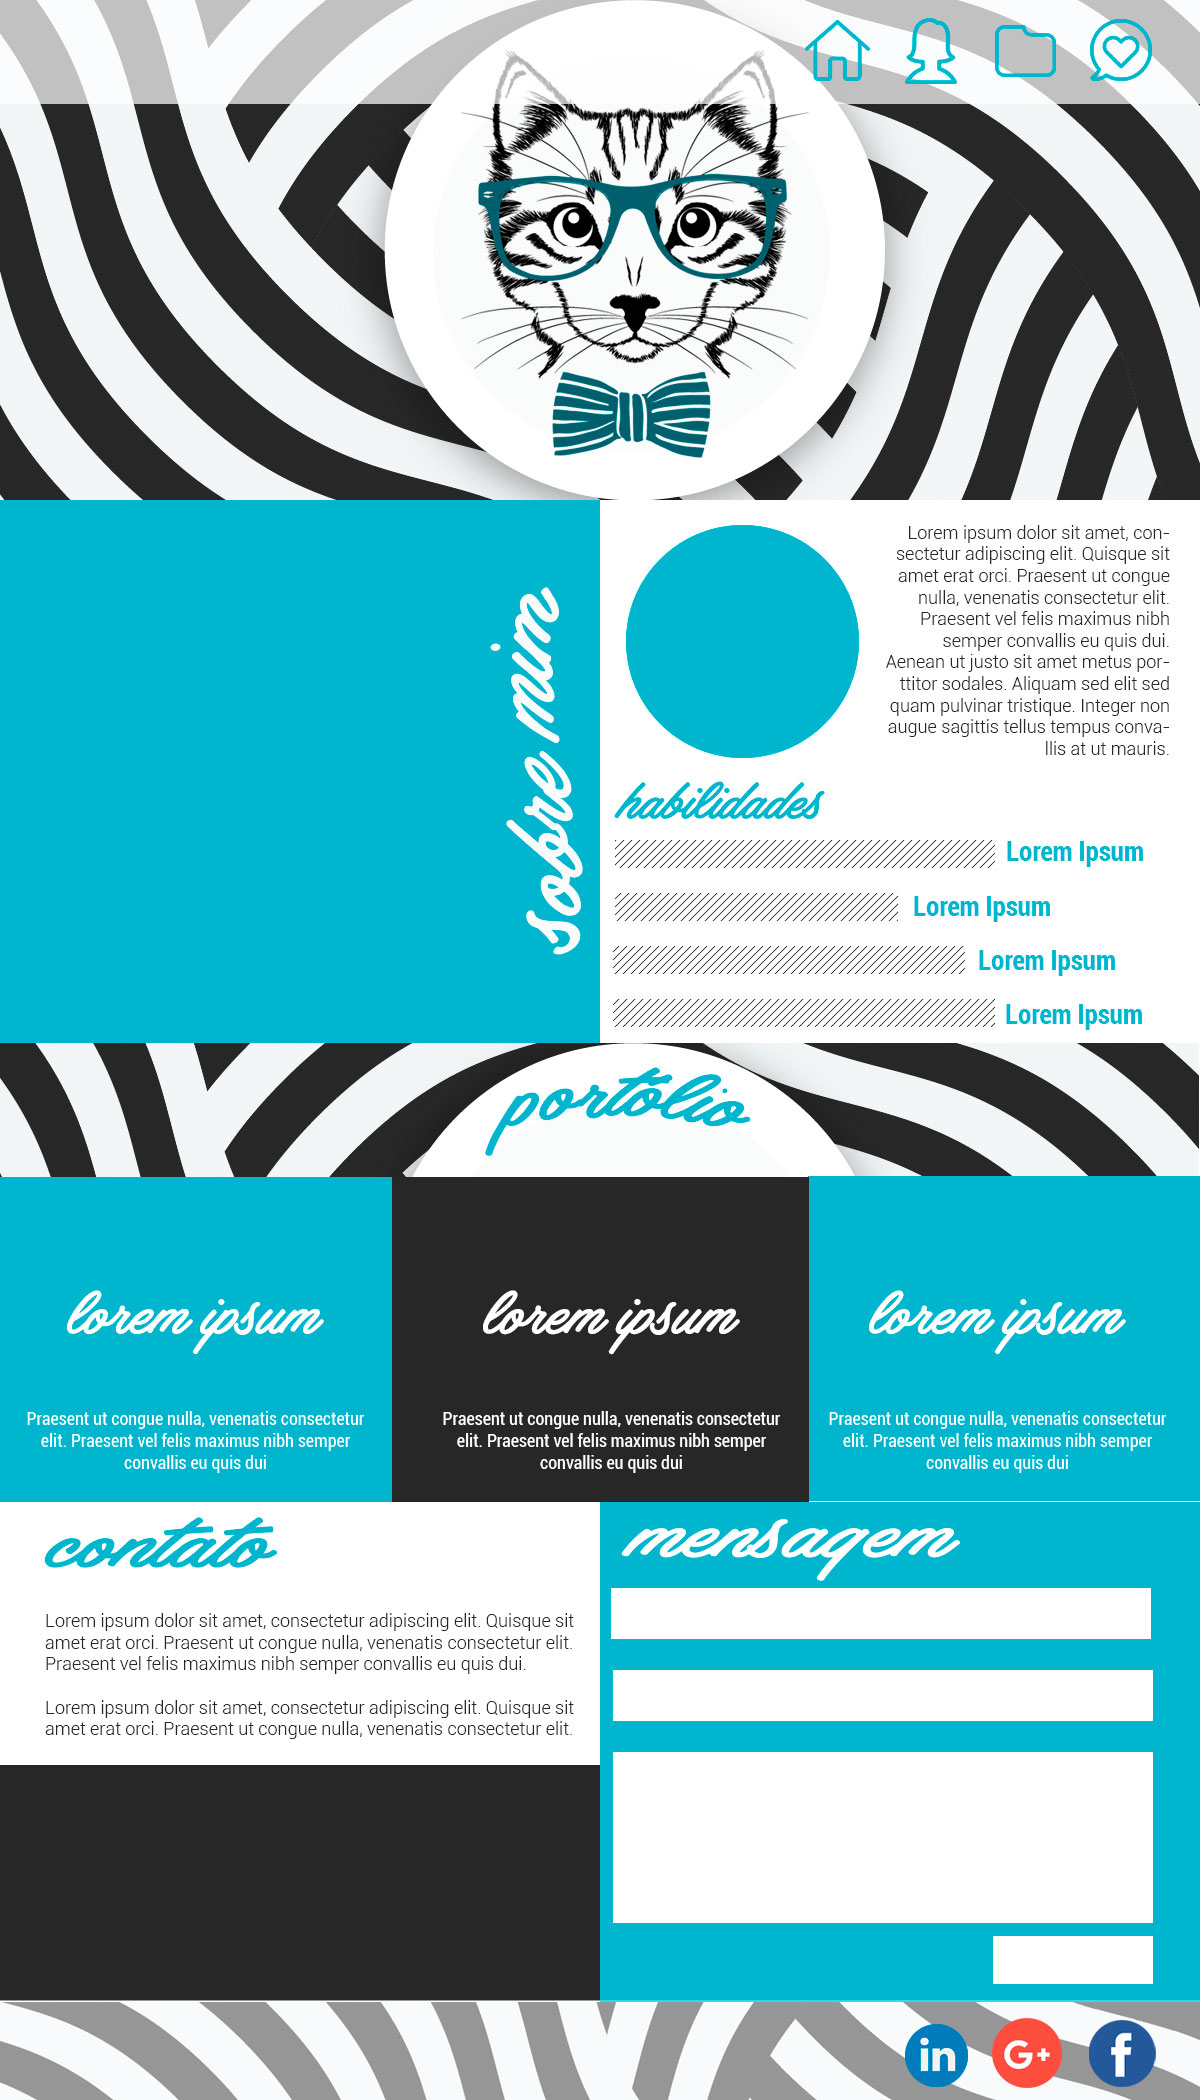 sobre mim
Lorem ipsum dolor sit amet, con-
sectetur adipiscing elit. Quisque sit
amet erat orci. Praesent ut congue
nulla, venenatis consectetur elit.
Praesent vel felis maximus nibh
semper convallis eu quis dui.
Aenean ut justo sit amet metus por-
ttitor sodales. Aliquam sed elit sed
quam pulvinar tristique. Integer non
augue sagittis tellus tempus conva-
llis at ut mauris.
habilidades
Lorem Ipsum
Lorem Ipsum
Lorem Ipsum
Lorem Ipsum
portólio
lorem ipsum
Praesent ut congue nulla, venenatis consectetur
elit. Praesent vel felis maximus nibh semper
convallis eu quis dui
lorem ipsum
Praesent ut congue nulla, venenatis consectetur
elit. Praesent vel felis maximus nibh semper
convallis eu quis dui
lorem ipsum
Praesent ut congue nulla, venenatis consectetur
elit. Praesent vel felis maximus nibh semper
convallis eu quis dui
contato
Lorem ipsum dolor sit amet, consectetur adipiscing elit. Quisque sit
amet erat orci. Praesent ut congue nulla, venenatis consectetur elit.
Praesent vel felis maximus nibh semper convallis eu quis dui.
Lorem ipsum dolor sit amet, consectetur adipiscing elit. Quisque sit
amet erat orci. Praesent ut congue nulla, venenatis consectetur elit.
mensagem
in
G+
f